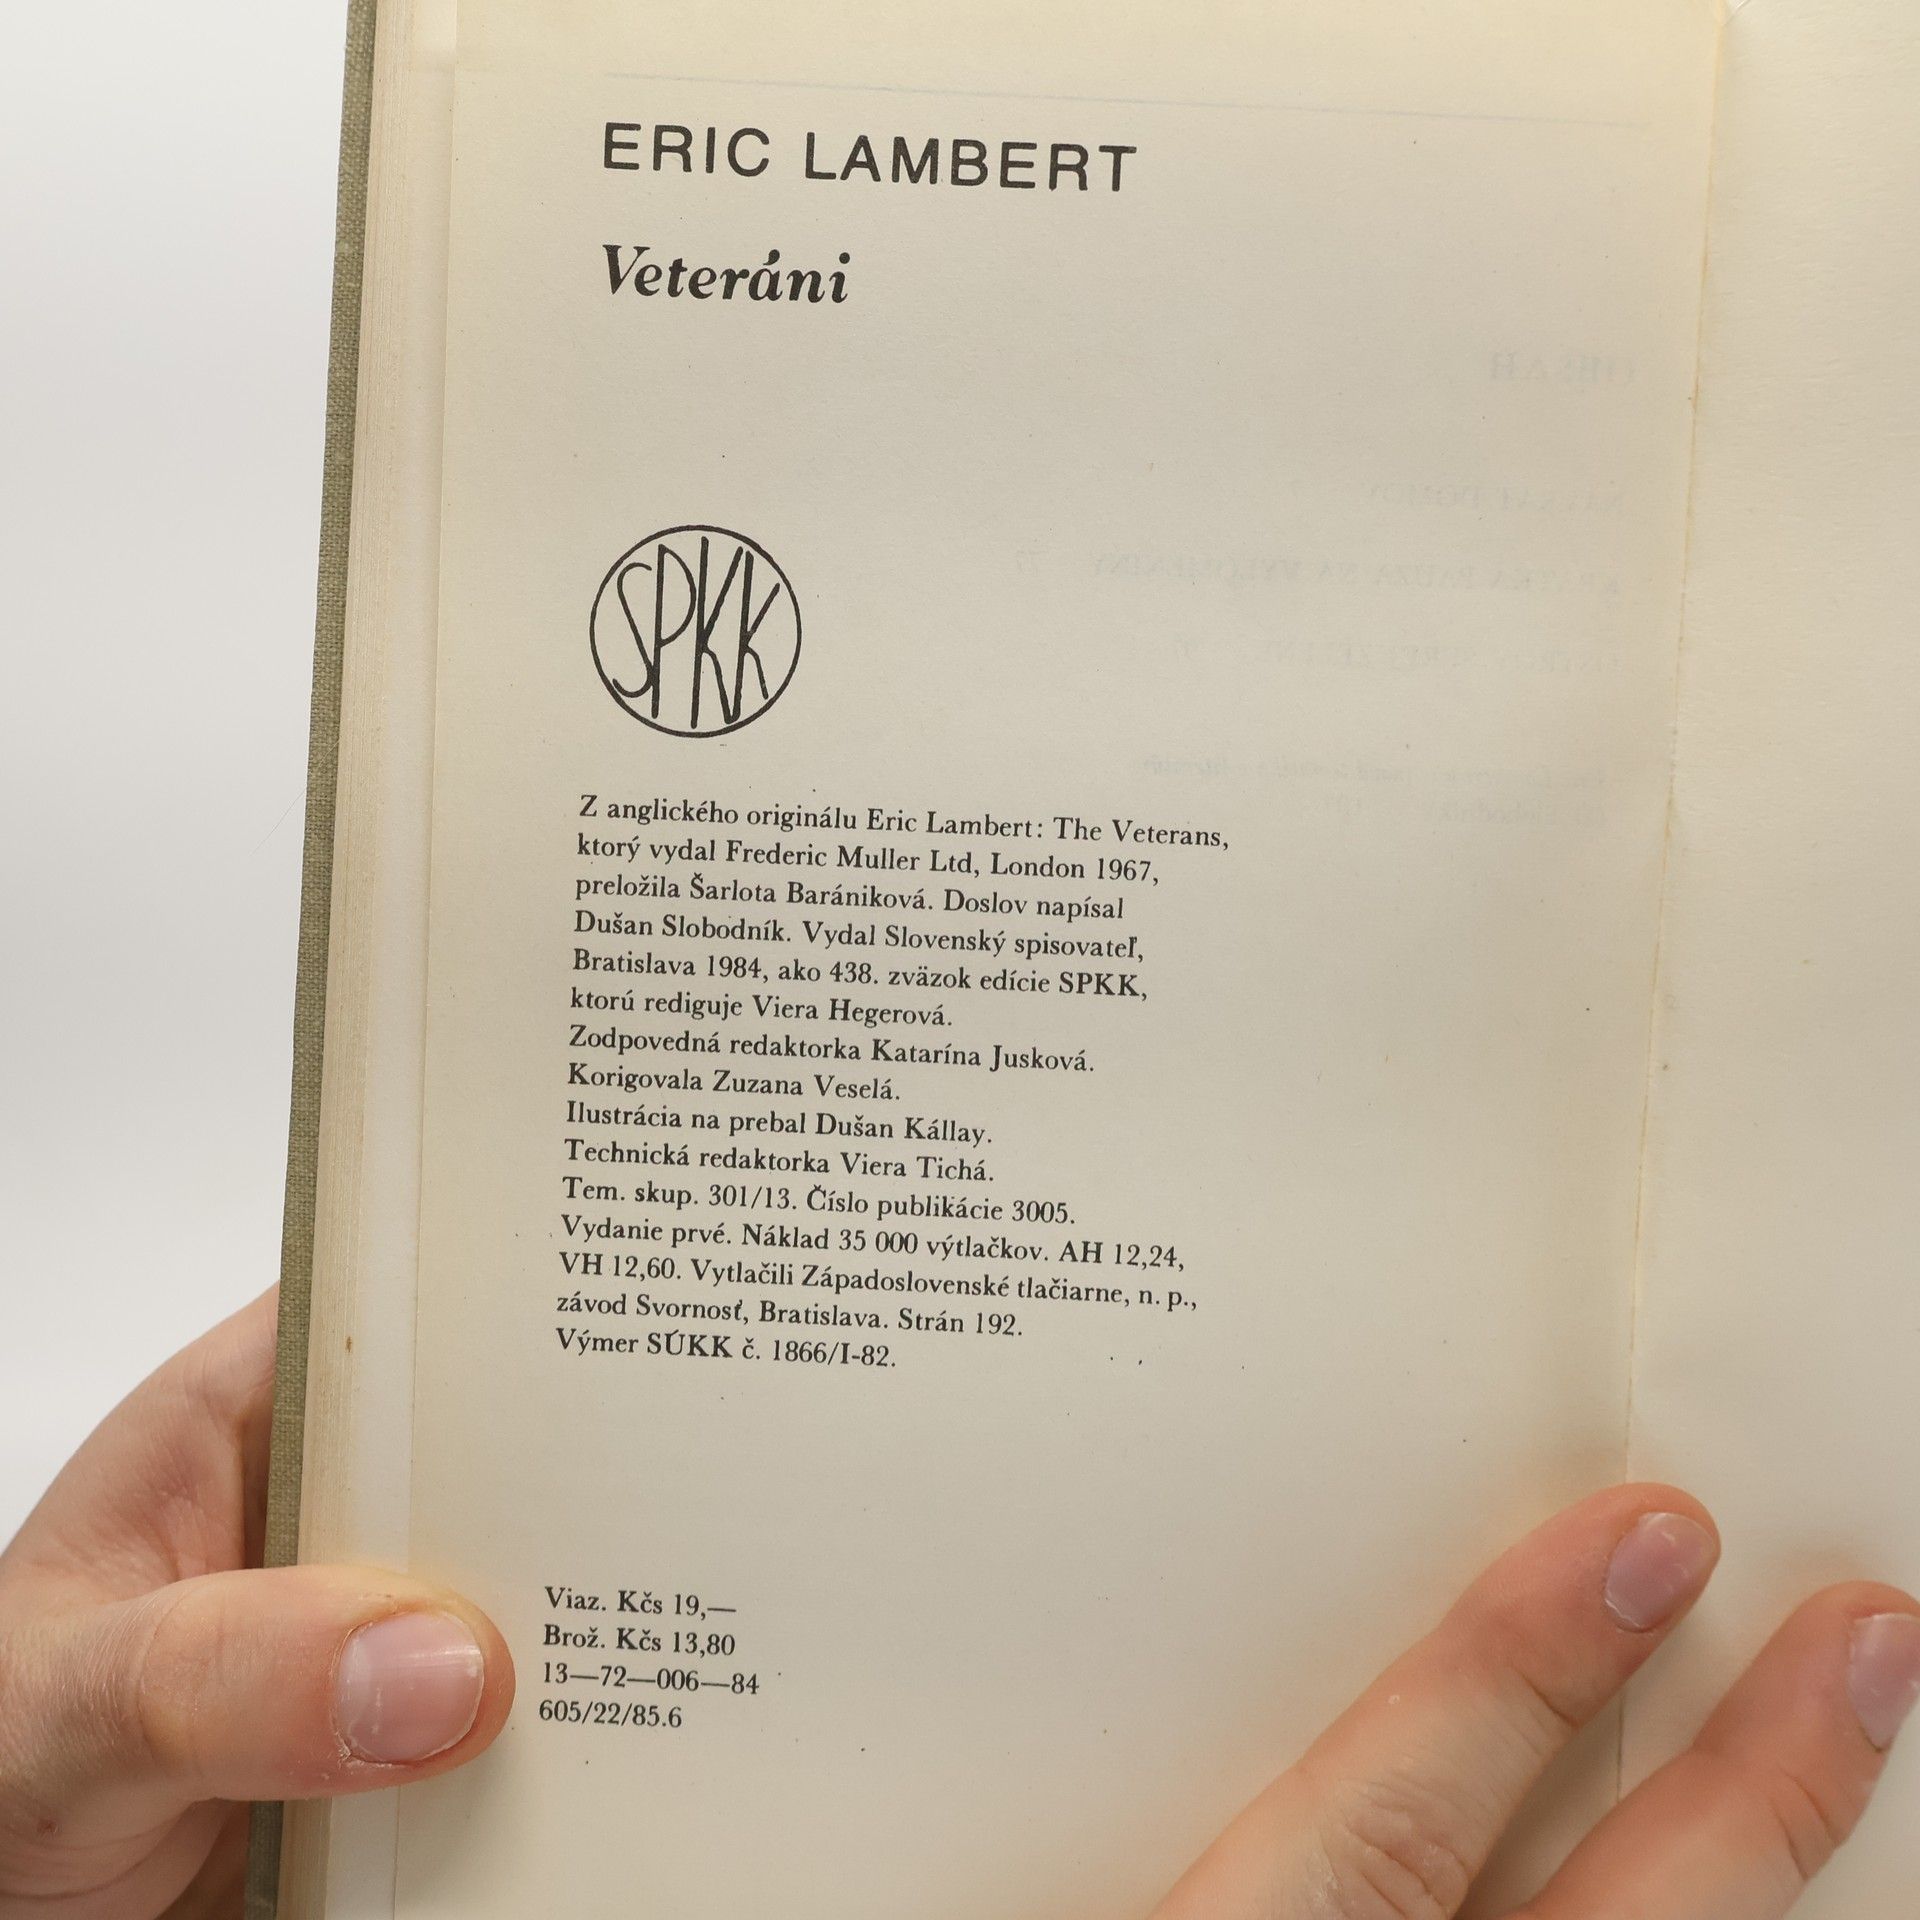 ERIC LAMBERT
Veteráni
SPKK
Z anglického originálu Eric Lambert: The Veterans,
ktorý vydal Frederic Muller Ltd, London 1967,
preložila Šarlota Barániková. Doslov napísal
Dušan Slobodník. Vydal Slovenský spisovateľ,
Bratislava 1984, ako 438. zväzok edície SPKK,
ktorú rediguje Viera Hegerová.
Zodpovedná redaktorka Katarína Jusková.
Korigovala Zuzana Veselá.
Ilustrácia na prebal Dušan Kállay.
Technická redaktorka Viera Tichá.
Tem. skup. 301/13. Číslo publikácie 3005.
Vydanie prvé. Náklad 35 000 výtlačkov. AH 12,24,
VH 12,60. Vytlačili Západoslovenské tlačiarne, n. p.,
závod Svornosť, Bratislava. Strán 192.
Výmer SÚKK č. 1866/I-82.
Viaz. Kčs 19,—
Brož. Kčs 13,80
13—72—006—84
605/22/85.6